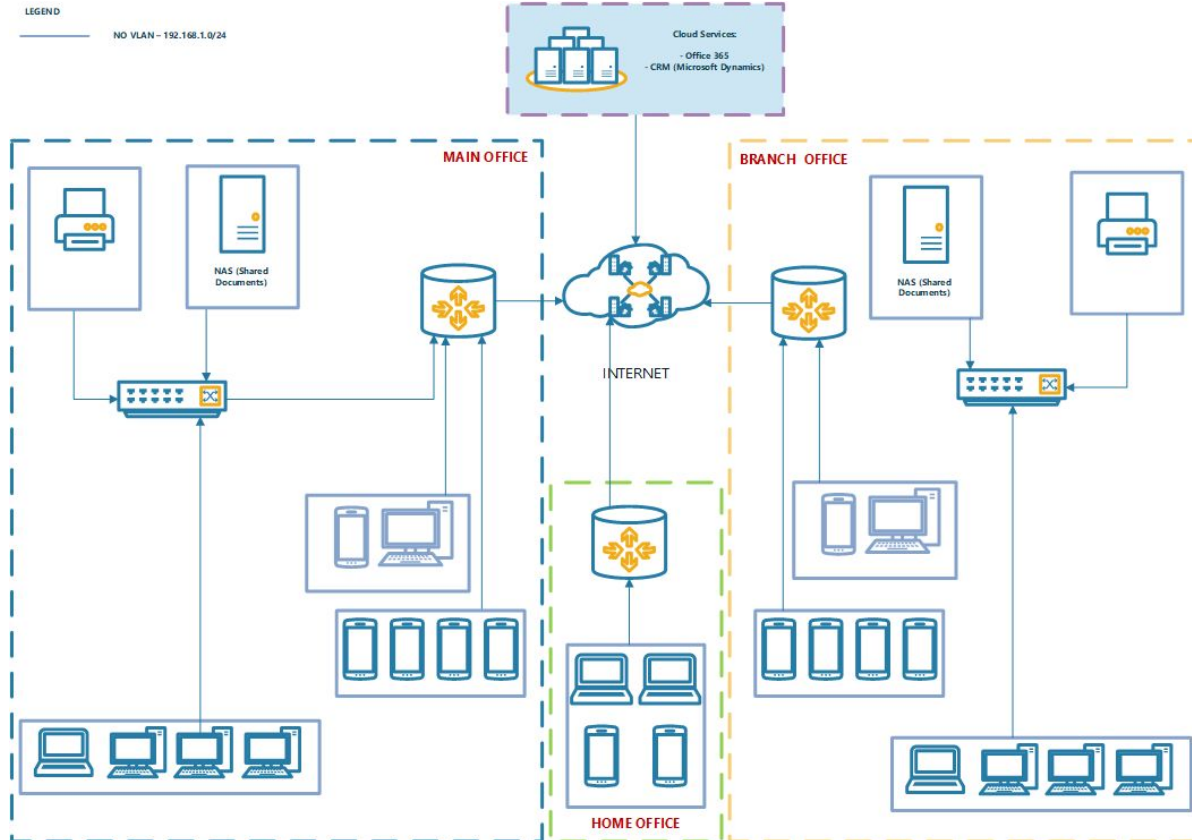 LEGEND
NO VLAN – 192.168.1.0/24
Cloud Services:
- Office 365
- CRM (Microsoft Dynamics)
MAIN OFFICE
BRANCH OFFICE
NAS (Shared
Documents)
NAS (Shared
Documents)
INTERNET
HOME OFFICE